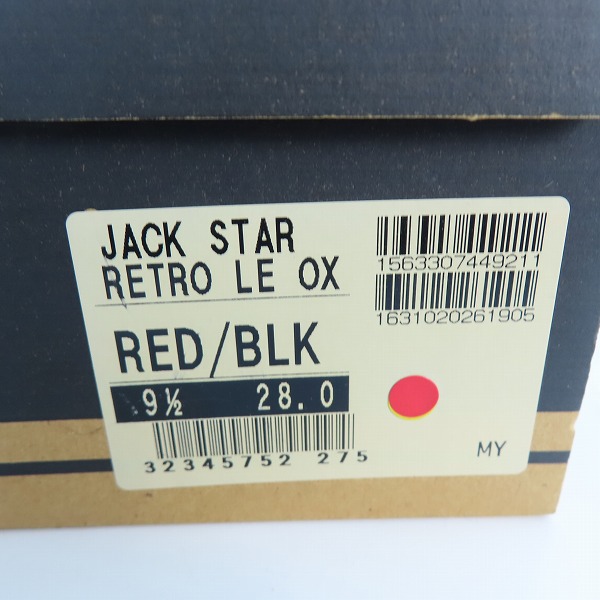 JACK STAR
RETRO LE OX
RED/BLK
9½ 28.0
32345752 275
1563307449211
1631020261905
MY